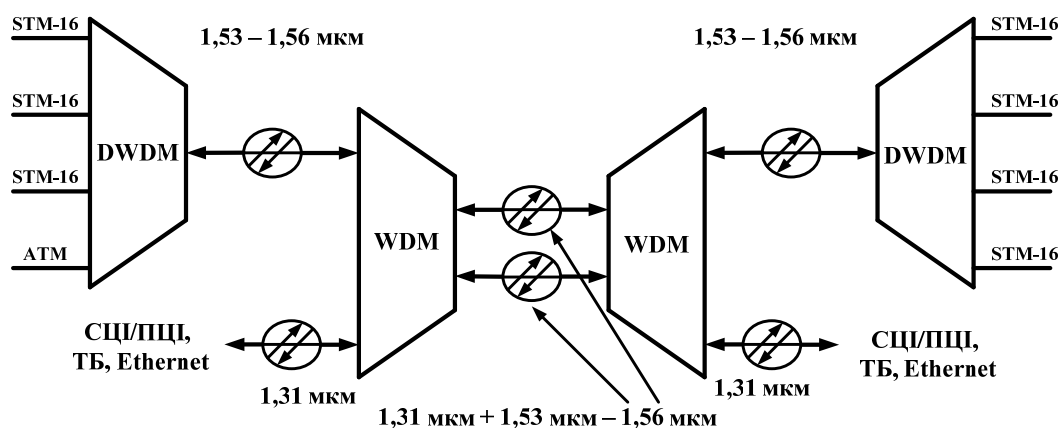 STM-16
1,53 – 1,56 мкм
1,53 – 1,56 мкм
STM-16
STM-16
STM-16
DWDM
DWDM
STM-16
STM-16
WDM
WDM
ATM
STM-16
СЦІ/ПЦІ,
ТБ, Ethernet
СЦІ/ПЦІ,
ТБ, Ethernet
1,31 мкм
1,31 мкм
1,31 мкм + 1,53 мкм – 1,56 мкм